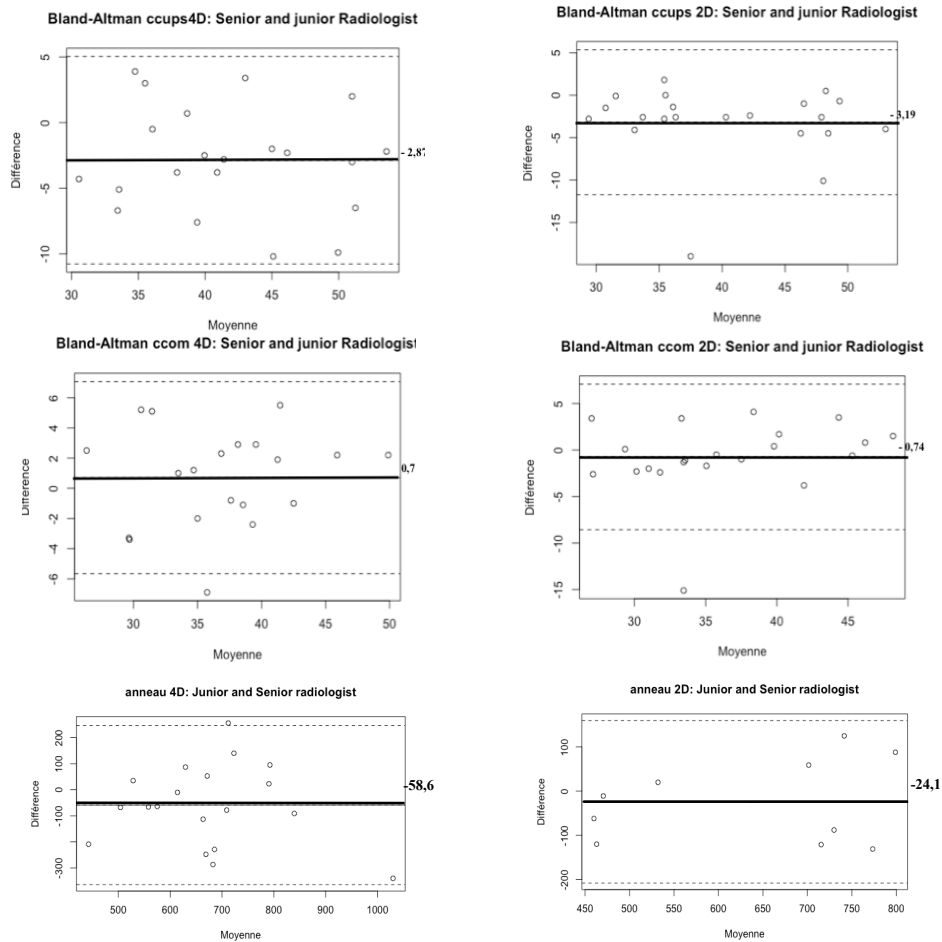 Bland-Altman ccups4D: Senior and junior Radiologist
Différence
5
0
-5
-10
- 2,87
30 35 40 45 50
Moyenne
Bland-Altman ccups 2D: Senior and junior Radiologist
Différence
5
0
-5
-10
-15
- 3,19
30 35 40 45 50
Moyenne
Bland-Altman ccom 4D: Senior and junior Radiologist
Différence
6
4
2
0
-2
-4
-6
0,7
30 35 40 45 50
Moyenne
Bland-Altman ccom 2D: Senior and junior Radiologist
Différence
5
0
-5
-10
-15
- 0,74
30 35 40 45
Moyenne
anneau 4D: Junior and Senior radiologist
Différence
200
100
0
-100
-300
-58,6
500 600 700 800 900 1000
Moyenne
anneau 2D: Junior and Senior radiologist
Différence
100
0
-100
-200
-24,1
450 500 550 600 650 700 750 800
Moyenne